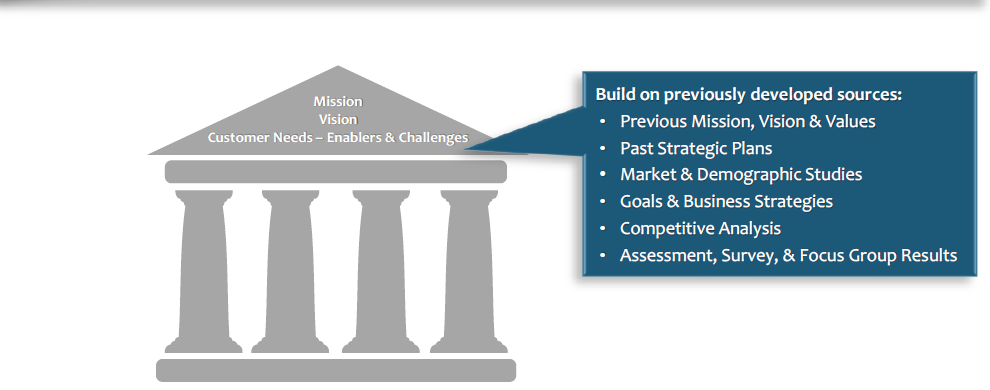 Mission
Vision
Customer Needs – Enablers & Challenges
Build on previously developed sources:
• Previous Mission, Vision & Values
• Past Strategic Plans
• Market & Demographic Studies
• Goals & Business Strategies
• Competitive Analysis
• Assessment, Survey, & Focus Group Results